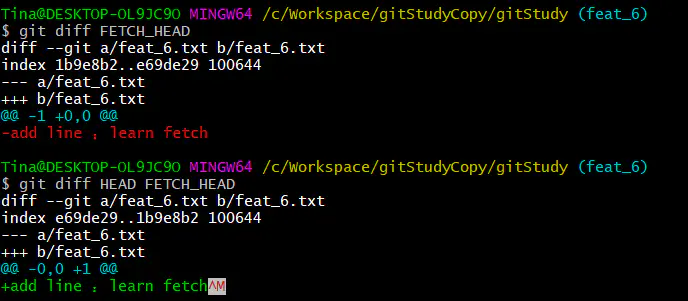 Tina@DESKTOP-OL9JC9O MINGW64 /c/Workspace/gitStudyCopy/gitStudy (feat_6)
$ git diff FETCH_HEAD
diff --git a/feat_6.txt b/feat_6.txt
index 1b9e8b2..e69de29 100644
--- a/feat_6.txt
+++ b/feat_6.txt
@@ -1 +0,0 @@
-add line ：learn fetch
Tina@DESKTOP-OL9JC9O MINGW64 /c/Workspace/gitStudyCopy/gitStudy (feat_6)
$ git diff HEAD FETCH_HEAD
diff --git a/feat_6.txt b/feat_6.txt
index e69de29..1b9e8b2 100644
--- a/feat_6.txt
+++ b/feat_6.txt
@@ -0,0 +1 @@
+add line ：learn fetch^M